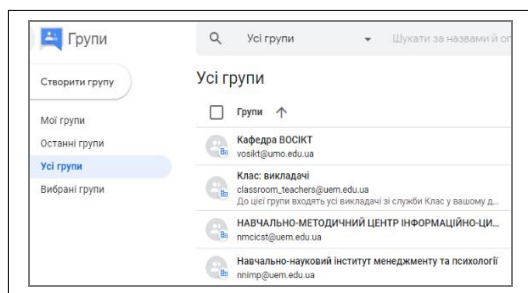 Групи
Усі групи
Шукати за назвами й оп
Створити групу
Мої групи
Останні групи
Усі групи
Вибрані групи
Усі групи
Групи
Кафедра ВОСІКТ
vosikt@umo.edu.ua
Клас: викладачі
classroom_teachers@uem.edu.ua
До цієї групи входять усі викладачі зі служби Клас у вашому д...
НАВЧАЛЬНО-МЕТОДИЧНИЙ ЦЕНТР ІНФОРМАЦІЙНО-ЦИ...
nmcicst@uem.edu.ua
Навчально-науковий інститут менеджменту та психології
nnimp@uem.edu.ua